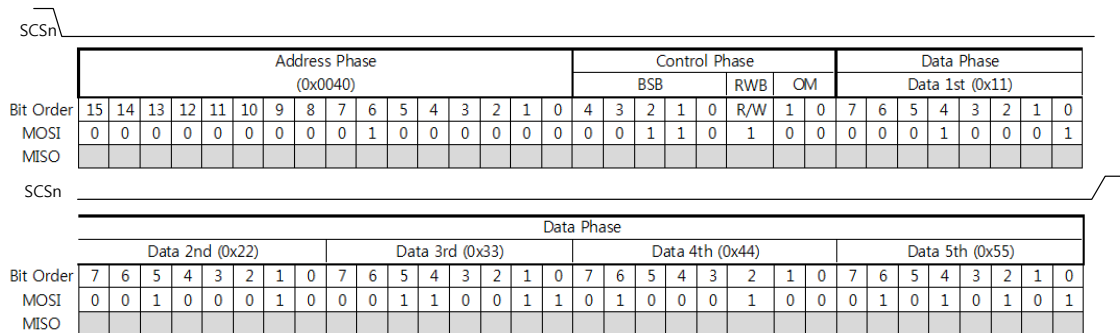 SCSn
Address Phase Control Phase Data Phase
(0x0040) BSB RWB OM Data 1st (0x11)
Bit Order 15 14 13 12 11 10 9 8 7 6 5 4 3 2 1 0 4 3 2 1 0 R/W 1 0 7 6 5 4 3 2 1 0
MOSI 0 0 0 0 0 0 0 0 0 1 0 0 0 0 0 0 0 0 1 1 0 1 0 0 0 0 0 1 0 0 0 1
MISO
SCSn
Data Phase
Data 2nd (0x22) Data 3rd (0x33) Data 4th (0x44) Data 5th (0x55)
Bit Order 7 6 5 4 3 2 1 0 7 6 5 4 3 2 1 0 7 6 5 4 3 2 1 0 7 6 5 4 3 2 1 0
MOSI 0 0 1 0 0 0 1 0 0 0 1 1 0 0 1 1 0 1 0 0 0 1 0 0 0 1 0 1 0 1 0 1
MISO